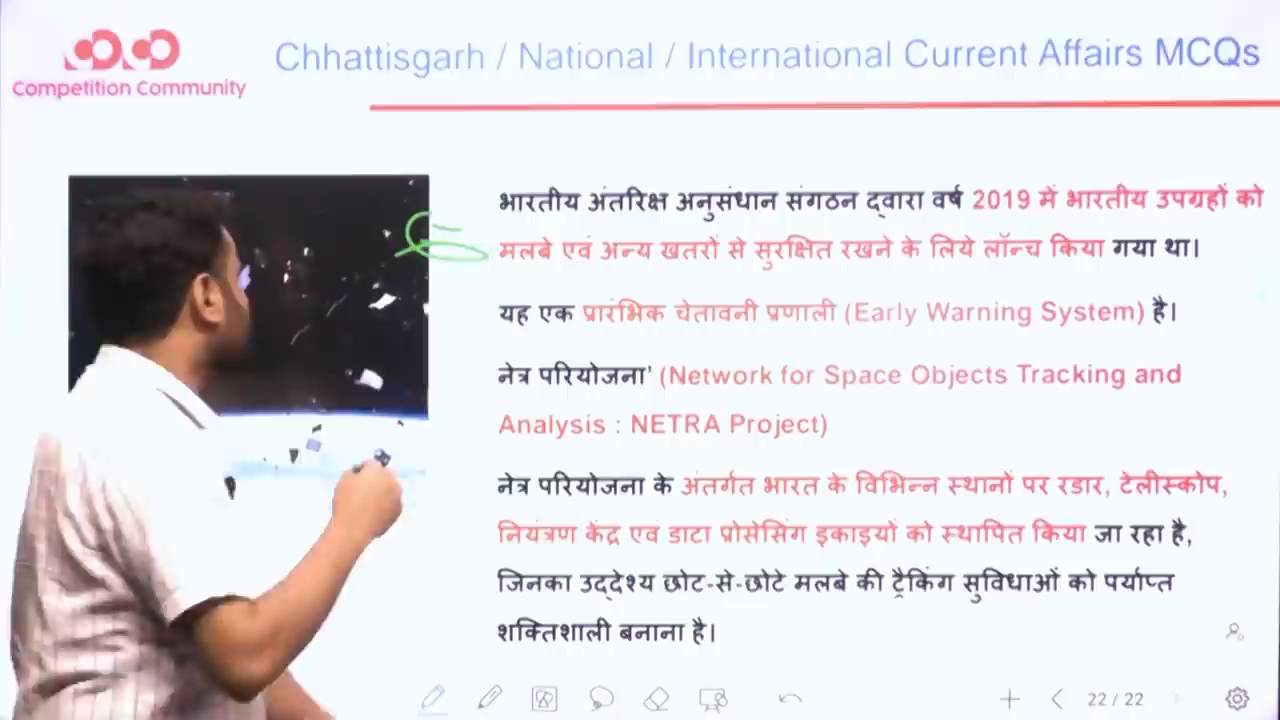 Competition Community
Chhattisgarh / National / International Current Affairs MCQs
भारतीय अंतरिक्ष अनुसंधान संगठन द्वारा वर्ष 2019 में भारतीय उपग्रहों को
मलबे एवं अन्य खतरों से सुरक्षित रखने के लिये लॉन्च किया गया था।
यह एक प्रारंभिक चेतावनी प्रणाली (Early Warning System) है।
नेत्र परियोजना' (Network for Space Objects Tracking and
Analysis : NETRA Project)
नेत्र परियोजना के अंतर्गत भारत के विभिन्न स्थानों पर रडार, टेलीस्कोप,
नियंत्रण केंद्र एवं डाटा प्रोसेसिंग इकाइयों को स्थापित किया जा रहा है,
जिनका उद्देश्य छोट-से-छोटे मलबे की ट्रैकिंग सुविधाओं को पर्याप्त
शक्तिशाली बनाना है।
22 / 22